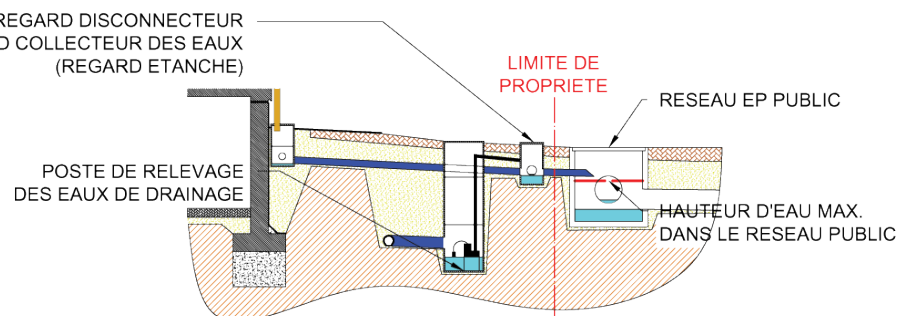 REGARD DISCONNECTEUR
COLLECTEUR DES EAUX
(REGARD ETANCHE)
LIMITE DE
PROPRIETE
RESEAU EP PUBLIC
POSTE DE RELEVAGE
DES EAUX DE DRAINAGE
HAUTEUR D'EAU MAX.
DANS LE RESEAU PUBLIC